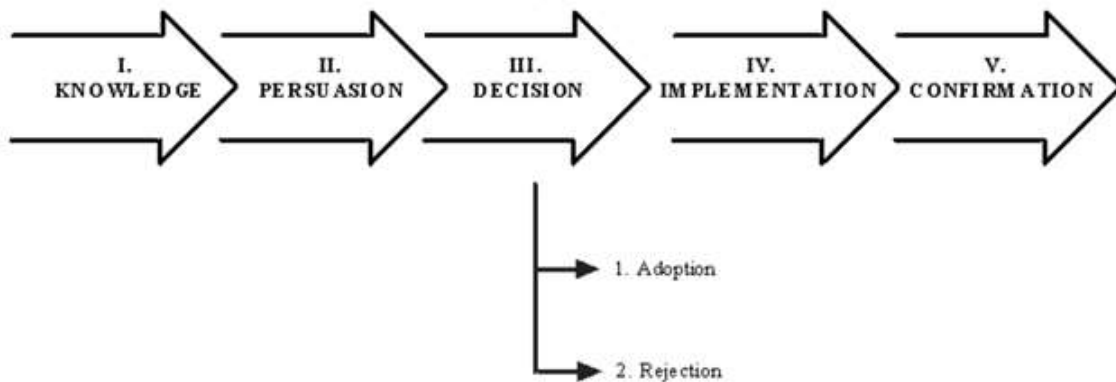 I.
KNOWLEDGE
II.
PERSUASION
III.
DECISION
IV.
IMPLEMENTATION
V.
CONFIRMATION
1. Adoption
2. Rejection